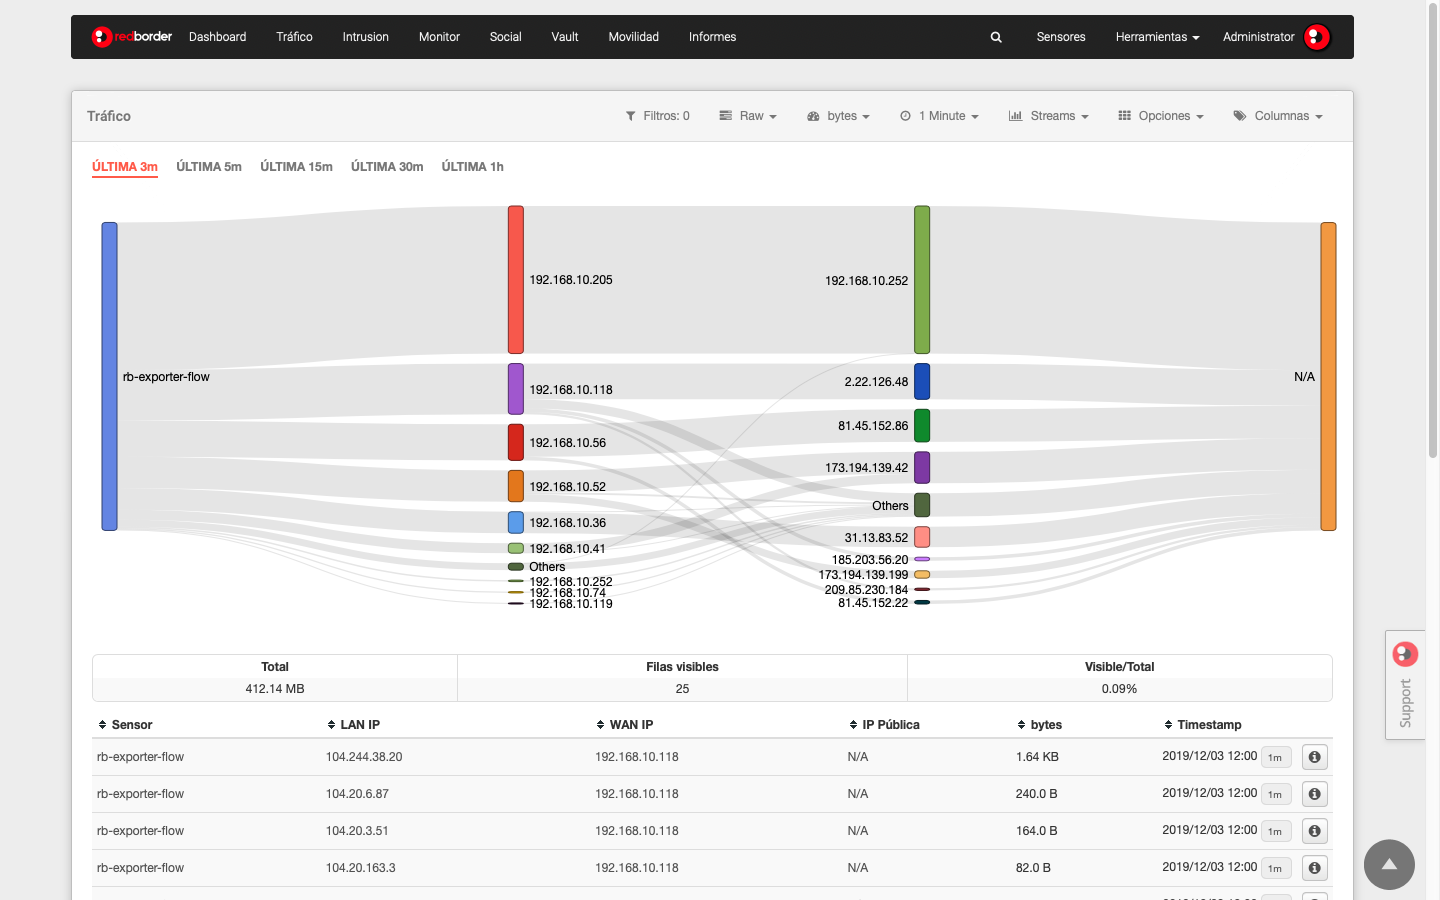 redborder Dashboard Tráfico Intrusion Monitor Social Vault Movilidad Informes Sensores Herramientas Administrator
Tráfico Filtros: 0 Raw bytes 1 Minute Streams Opciones Columnas
ÚLTIMA 3m ÚLTIMA 5m ÚLTIMA 15m ÚLTIMA 30m ÚLTIMA 1h
rb-exporter-flow
192.168.10.205
192.168.10.118
192.168.10.56
192.168.10.52
192.168.10.36
192.168.10.41
Others
192.168.10.252
192.168.10.74
192.168.10.119
192.168.10.252
2.22.126.48
81.45.152.86
173.194.139.42
Others
31.13.83.52
185.203.56.20
173.194.139.199
209.85.230.184
81.45.152.22
N/A
Total Filas visibles Visible/Total
412.14 MB 25 0.09%
Sensor LAN IP WAN IP IP Pública bytes Timestamp
rb-exporter-flow 104.244.38.20 192.168.10.118 N/A 1.64 KB 2019/12/03 12:00 1m
rb-exporter-flow 104.20.6.87 192.168.10.118 N/A 240.0 B 2019/12/03 12:00 1m
rb-exporter-flow 104.20.3.51 192.168.10.118 N/A 164.0 B 2019/12/03 12:00 1m
rb-exporter-flow 104.20.163.3 192.168.10.118 N/A 82.0 B 2019/12/03 12:00 1m
Support